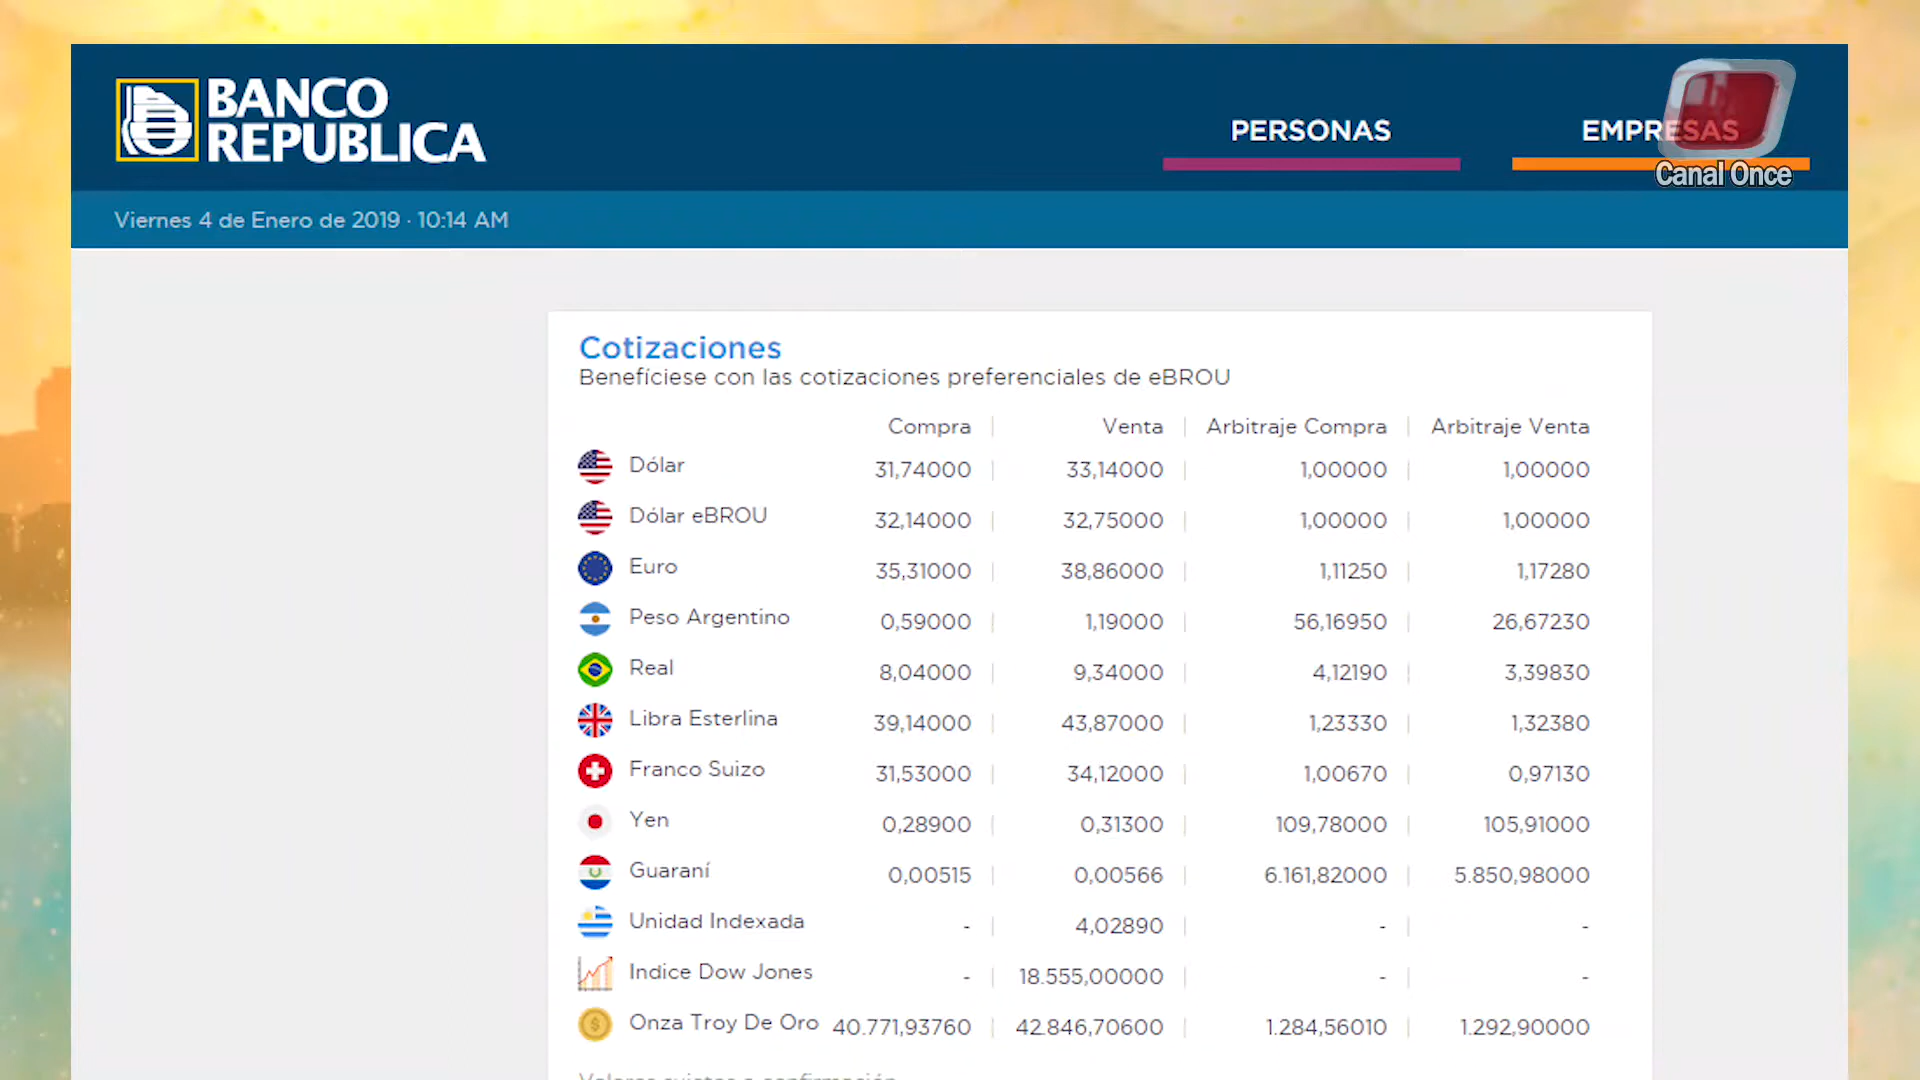 BANCO
REPUBLICA
PERSONAS
EMPRESAS
Canal Once
Viernes 4 de Enero de 2019 · 10:14 AM
Cotizaciones
Benefíciese con las cotizaciones preferenciales de eBROU
Compra Venta Arbitraje Compra Arbitraje Venta
Dólar 31,74000 33,14000 1,00000 1,00000
Dólar eBROU 32,14000 32,75000 1,00000 1,00000
Euro 35,31000 38,86000 1,11250 1,17280
Peso Argentino 0,59000 1,19000 56,16950 26,67230
Real 8,04000 9,34000 4,12190 3,39830
Libra Esterlina 39,14000 43,87000 1,23330 1,32380
Franco Suizo 31,53000 34,12000 1,00670 0,97130
Yen 0,28900 0,31300 109,78000 105,91000
Guaraní 0,00515 0,00566 6.161,82000 5.850,98000
Unidad Indexada - 4,02890 - -
Indice Dow Jones - 18.555,00000 - -
Onza Troy De Oro 40.771,93760 42.846,70600 1.284,56010 1.292,90000
Valores sujetos a confirmación